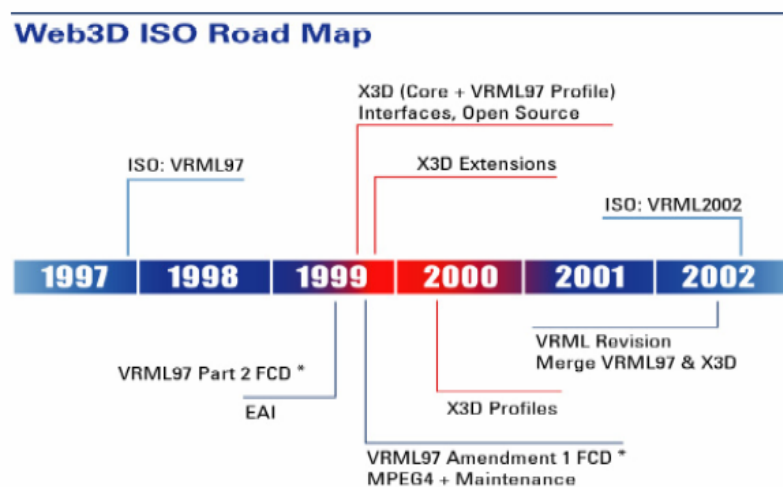 Web3D ISO Road Map
X3D (Core + VRML97 Profile)
Interfaces, Open Source
ISO: VRML97
X3D Extensions
ISO: VRML2002
1997 1998 1999 2000 2001 2002
VRML Revision
Merge VRML97 & X3D
VRML97 Part 2 FCD *
EAI
X3D Profiles
VRML97 Amendment 1 FCD *
MPEG4 + Maintenance